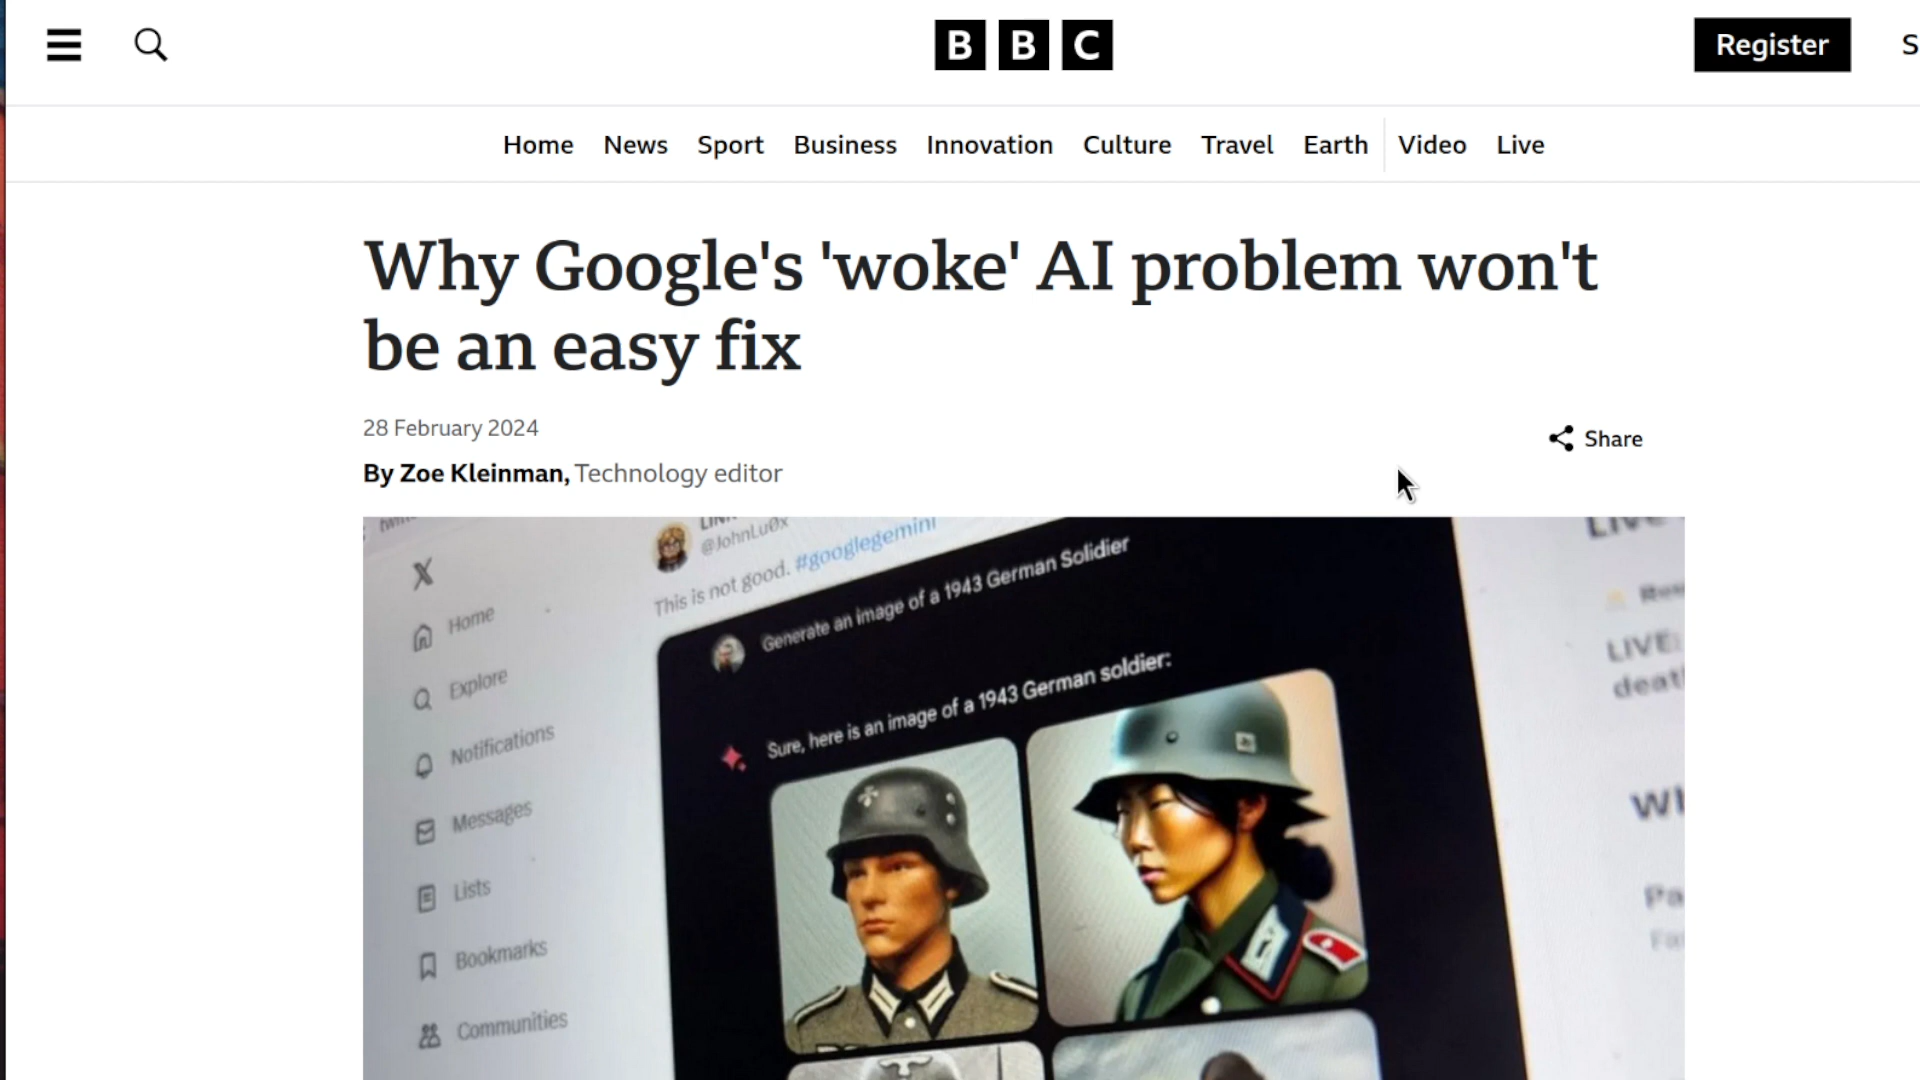 BBC
Register
S
Home News Sport Business Innovation Culture Travel Earth Video Live
Why Google's 'woke' AI problem won't
be an easy fix
28 February 2024
Share
By Zoe Kleinman, Technology editor
@JohnLu0x
This is not good. #googlegemini
Generate an image of a 1943 German Solidier
Sure, here is an image of a 1943 German soldier:
Home
Explore
Notifications
Messages
Lists
Bookmarks
Communities
LIVE: